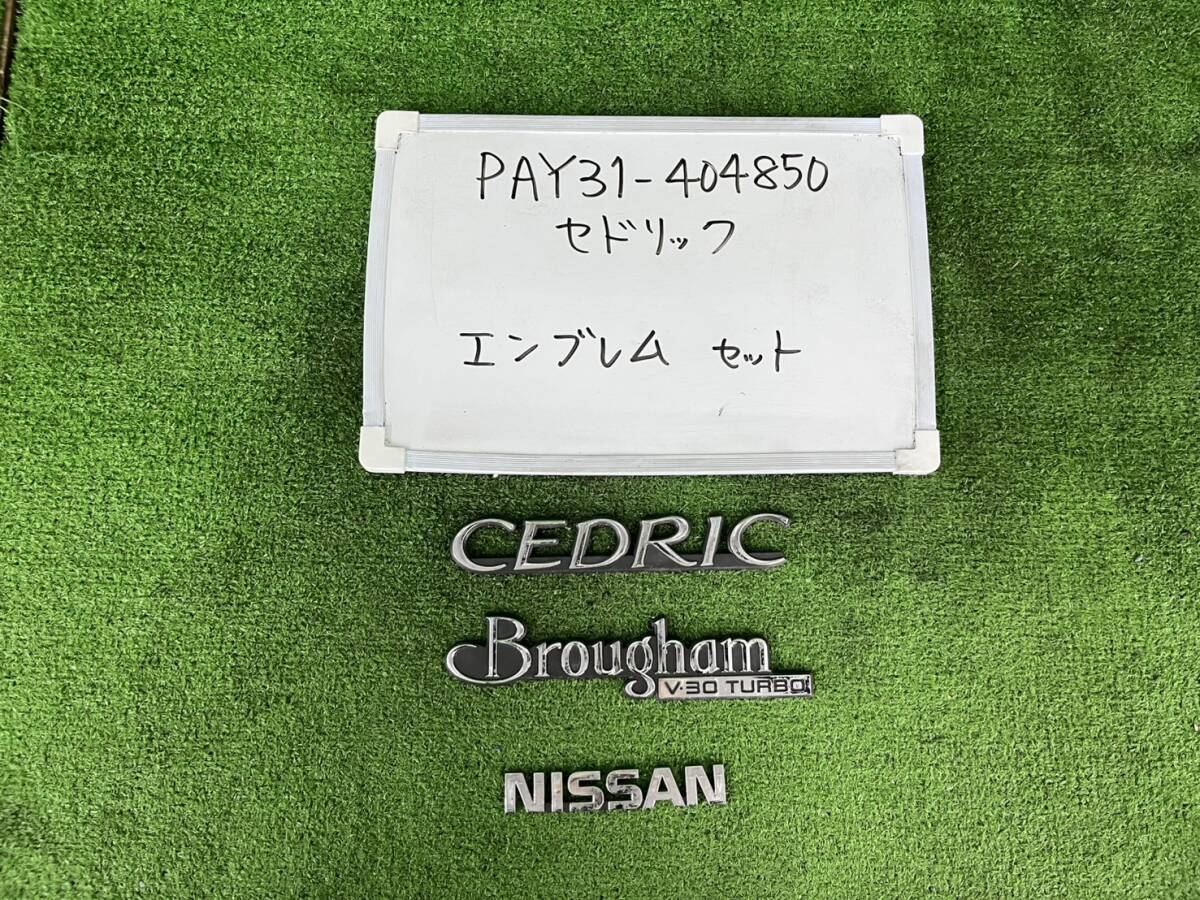 PAY31-404850
セドリック
エンブレム セット
CEDRIC
Brougham
V·30 TURBO
NISSAN